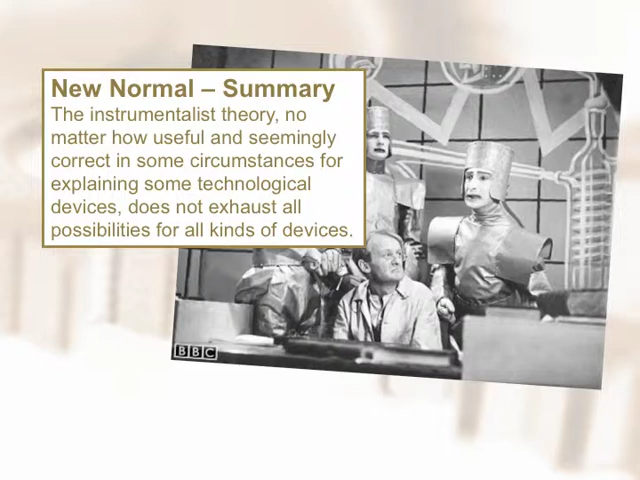 New Normal – Summary
The instrumentalist theory, no
matter how useful and seemingly
correct in some circumstances for
explaining some technological
devices, does not exhaust all
possibilities for all kinds of devices.
BBC